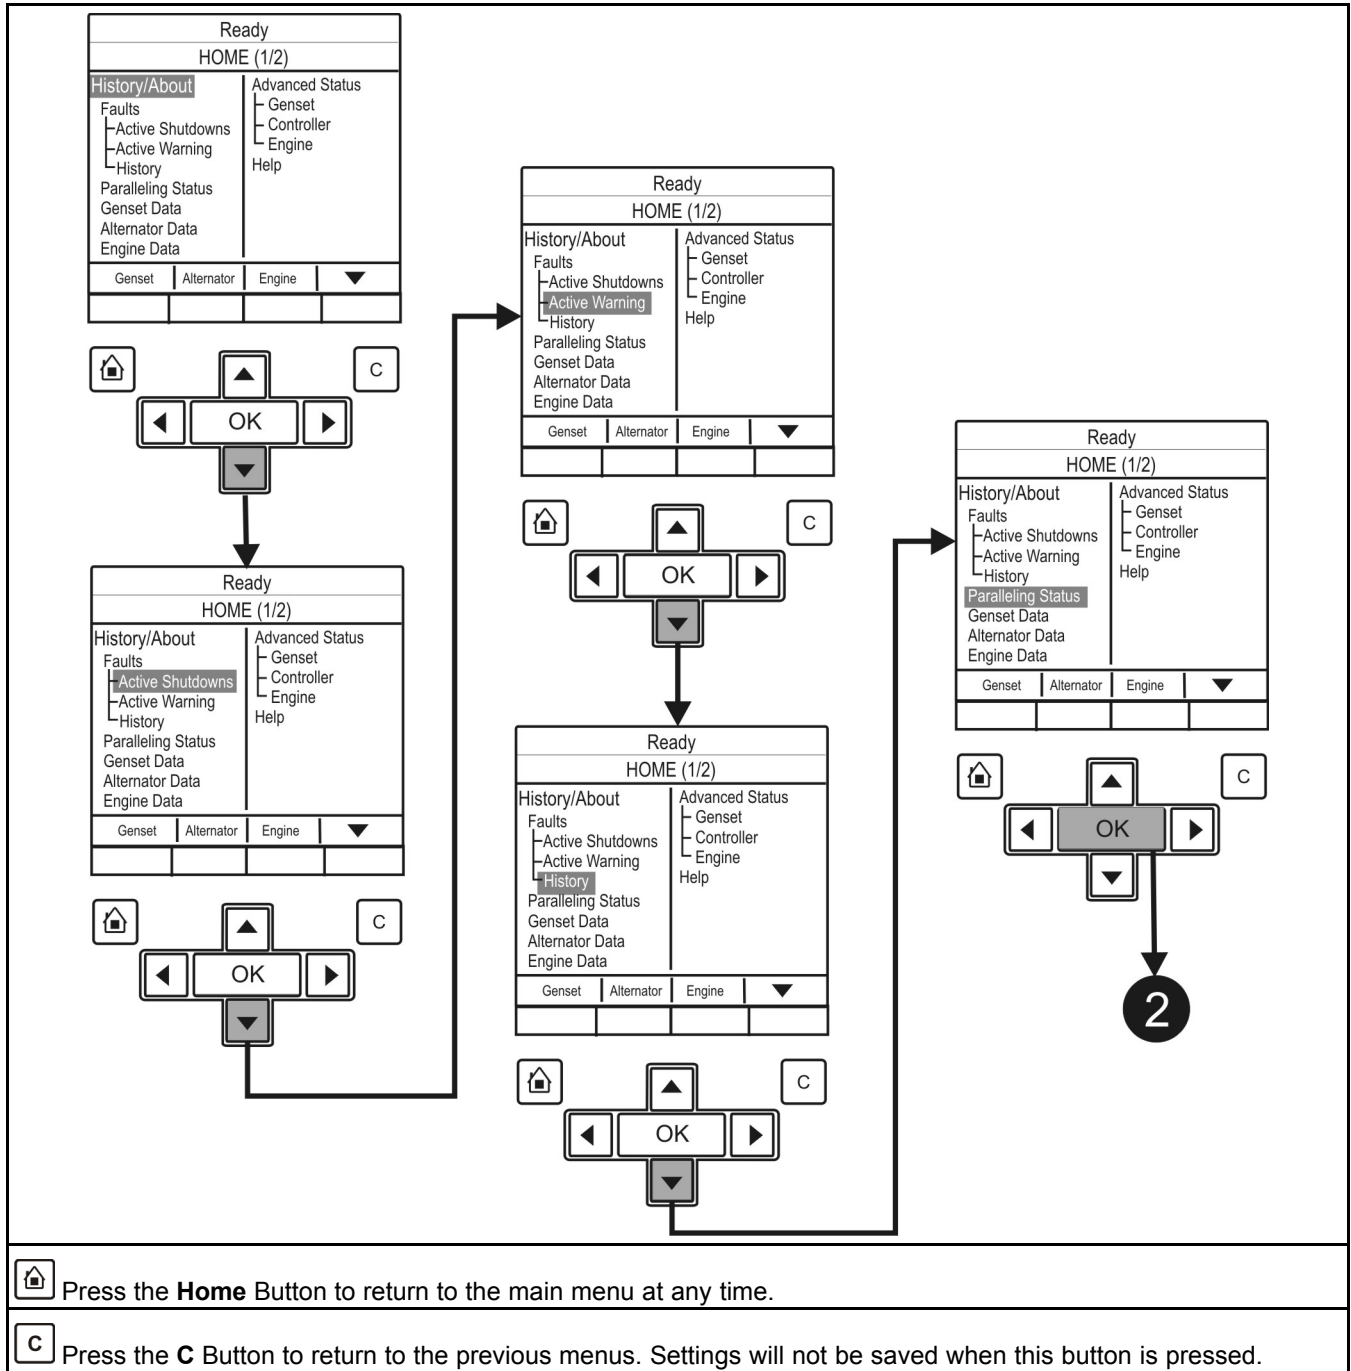 Ready
HOME (1/2)
History/About
Faults
Active Shutdowns
Active Warning
History
Paralleling Status
Genset Data
Alternator Data
Engine Data
Advanced Status
Genset
Controller
Engine
Help
Genset Alternator Engine
C
OK
Ready
HOME (1/2)
History/About
Faults
Active Shutdowns
Active Warning
History
Paralleling Status
Genset Data
Alternator Data
Engine Data
Advanced Status
Genset
Controller
Engine
Help
Genset Alternator Engine
C
OK
Ready
HOME (1/2)
History/About
Faults
Active Shutdowns
Active Warning
History
Paralleling Status
Genset Data
Alternator Data
Engine Data
Advanced Status
Genset
Controller
Engine
Help
Genset Alternator Engine
C
OK
Ready
HOME (1/2)
History/About
Faults
Active Shutdowns
Active Warning
History
Paralleling Status
Genset Data
Alternator Data
Engine Data
Advanced Status
Genset
Controller
Engine
Help
Genset Alternator Engine
C
OK
Ready
HOME (1/2)
History/About
Faults
Active Shutdowns
Active Warning
History
Paralleling Status
Genset Data
Alternator Data
Engine Data
Advanced Status
Genset
Controller
Engine
Help
Genset Alternator Engine
C
OK
2
Press the Home Button to return to the main menu at any time.
C Press the C Button to return to the previous menus. Settings will not be saved when this button is pressed.